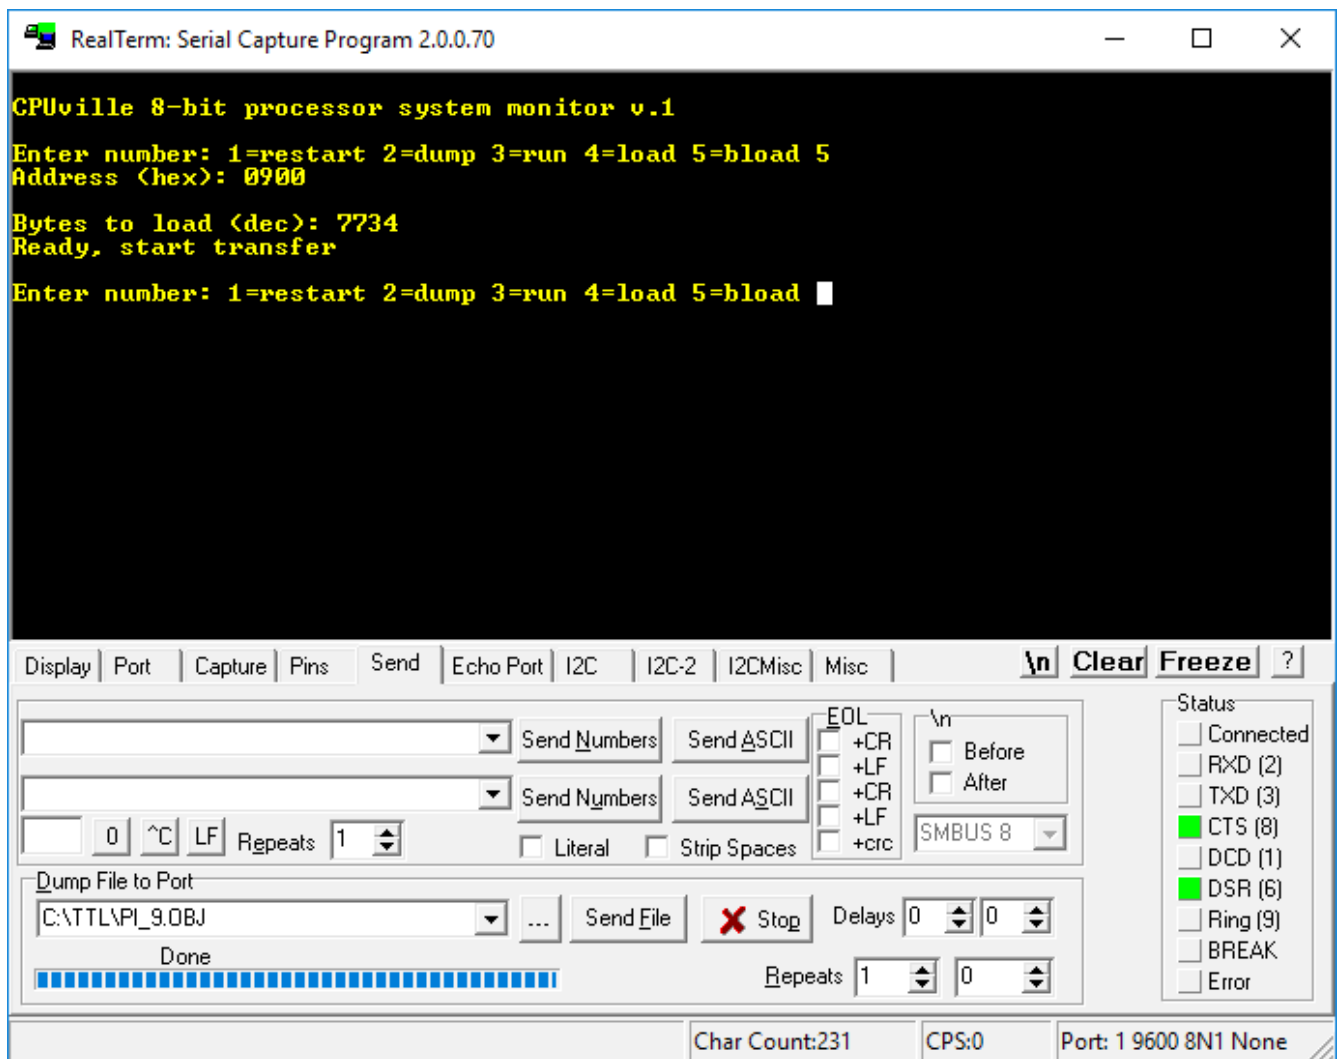 RealTerm: Serial Capture Program 2.0.0.70
CPUville 8-bit processor system monitor v.1
Enter number: 1=restart 2=dump 3=run 4=load 5=bload 5
Address (hex): 0900
Bytes to load (dec): 7734
Ready, start transfer
Enter number: 1=restart 2=dump 3=run 4=load 5=bload
Display Port Capture Pins Send Echo Port I2C I2C-2 I2CMisc Misc \n Clear Freeze ?
EOL \n Status
Send Numbers Send ASCII +CR Before Connected
+LF After RXD (2)
Send Numbers Send ASCII +CR TXD (3)
+LF SMBUS 8 CTS (8)
0 ^C LF Repeats 1 Literal Strip Spaces +crc DCD (1)
Dump File to Port DSR (6)
C:\TTL\PI_9.OBJ ... Send File Stop Delays 0 0 Ring (9)
Done BREAK
Repeats 1 0 Error
Char Count:231 CPS:0 Port: 1 9600 8N1 None